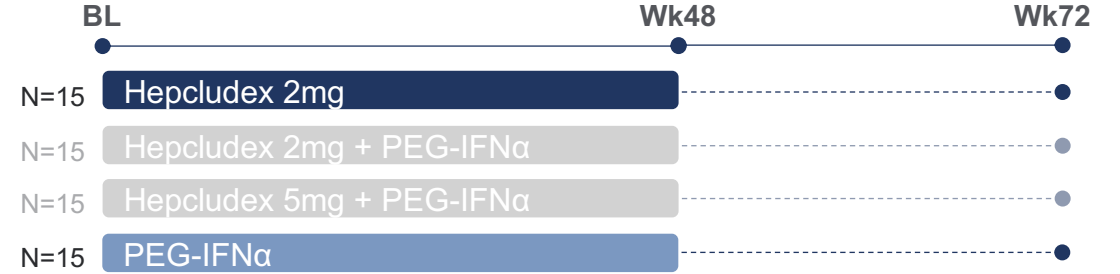 BL Wk48 Wk72
N=15 Hepcludex 2mg
N=15 Hepcludex 2mg + PEG-IFNα
N=15 Hepcludex 5mg + PEG-IFNα
N=15 PEG-IFNα